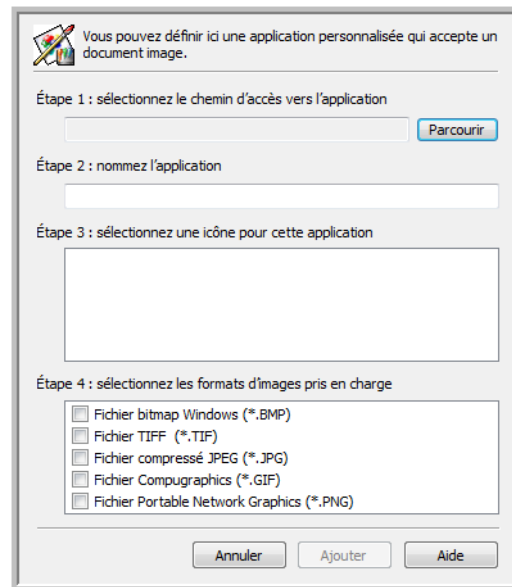 Vous pouvez définir ici une application personnalisée qui accepte un
document image.
Étape 1 : sélectionnez le chemin d'accès vers l'application
Parcourir
Étape 2 : nommez l'application
Étape 3 : sélectionnez une icône pour cette application
Étape 4 : sélectionnez les formats d'images pris en charge
Fichier bitmap Windows (*.BMP)
Fichier TIFF (*.TIF)
Fichier compressé JPEG (*.JPG)
Fichier Compugraphics (*.GIF)
Fichier Portable Network Graphics (*.PNG)
Annuler Ajouter Aide